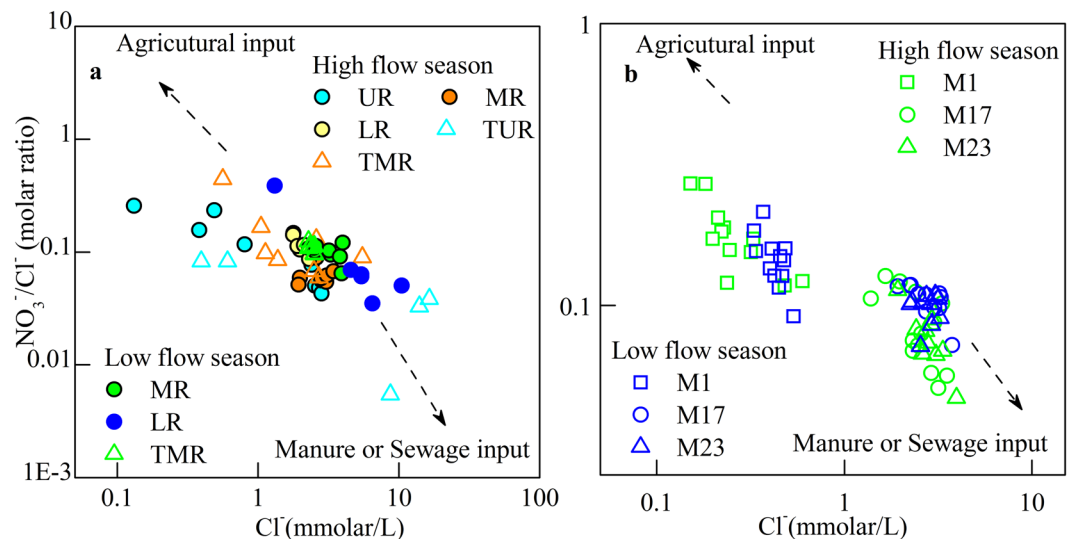 10
1
0.1
0.01
1E-3
NO3⁻/Cl⁻ (molar ratio)
Agricutural input
a
High flow season
UR
MR
LR
TUR
TMR
Low flow season
MR
LR
TMR
Manure or Sewage input
0.1
1
10
100
Cl⁻(mmolar/L)
1
0.1
Agricutural input
b
High flow season
M1
M17
M23
Low flow season
M1
M17
M23
Manure or Sewage input
0.1
1
10
Cl⁻(mmolar/L)